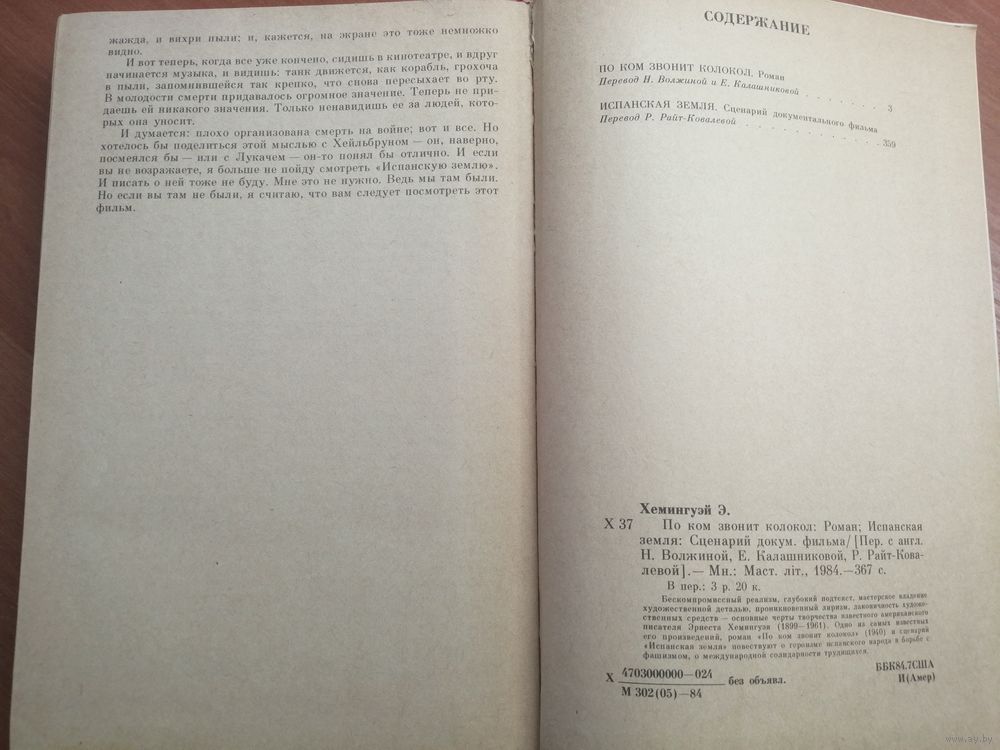 жажда, и вихри пыли; и, кажется, на экране это тоже немножко
видно.
И вот теперь, когда все уже кончено, сидишь в кинотеатре, и вдруг
начинается музыка, и видишь: танк движется, как корабль, грохоча
в пыли, запомнившейся так крепко, что снова пересыхает во рту.
В молодости смерти придавалось огромное значение. Теперь не при-
даешь ей никакого значения. Только ненавидишь ее за людей, кото-
рых она уносит.
И думается: плохо организована смерть на войне; вот и все. Но
хотелось бы поделиться этой мыслью с Хейльбруном — он, наверно,
посмеялся бы — или с Лукачем — он-то понял бы отлично. И если
вы не возражаете, я больше не пойду смотреть «Испанскую землю».
И писать о ней тоже не буду. Мне это не нужно. Ведь мы там были.
Но если вы там не были, я считаю, что вам следует посмотреть этот
фильм.
СОДЕРЖАНИЕ
ПО КОМ ЗВОНИТ КОЛОКОЛ. Роман
Перевод Н. Волжиной и Е. Калашниковой . . . . . . . 3
ИСПАНСКАЯ ЗЕМЛЯ. Сценарий документального фильма
Перевод Р. Райт-Ковалевой . . . . . . . . . . . 359
Хемингуэй Э.
Х 37 По ком звонит колокол: Роман; Испанская
земля: Сценарий докум. фильма/[Пер. с англ.
Н. Волжиной, Е. Калашниковой, Р. Райт-Кова-
левой].— Мн.: Маст. літ., 1984.—367 с.
В пер.: 3 р. 20 к.
Бескомпромиссный реализм, глубокий подтекст, мастерское владение
художественной деталью, проникновенный лиризм, лаконичность художе-
ственных средств — основные черты творчества известного американского
писателя Эрнеста Хемингуэя (1899—1961). Одно из самых известных
его произведений, роман «По ком звонит колокол» (1940) и сценарий
«Испанская земля» повествуют о героизме испанского народа в борьбе с
фашизмом, о международной солидарности трудящихся.
Х 4703000000—024 без объявл.
М 302(05)—84
ББК84.7США
И(Амер)
www.ay.by